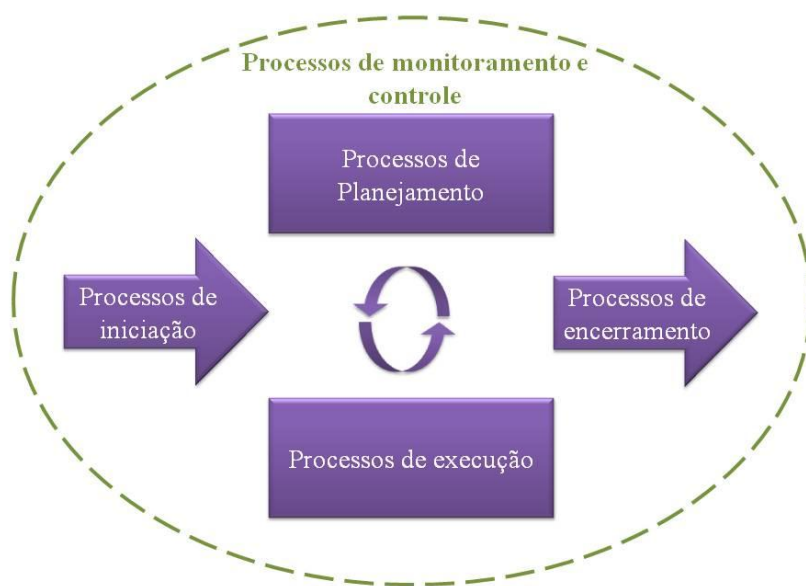 Processos de monitoramento e
controle
Processos de
Planejamento
Processos de
iniciação
Processos de
encerramento
Processos de execução